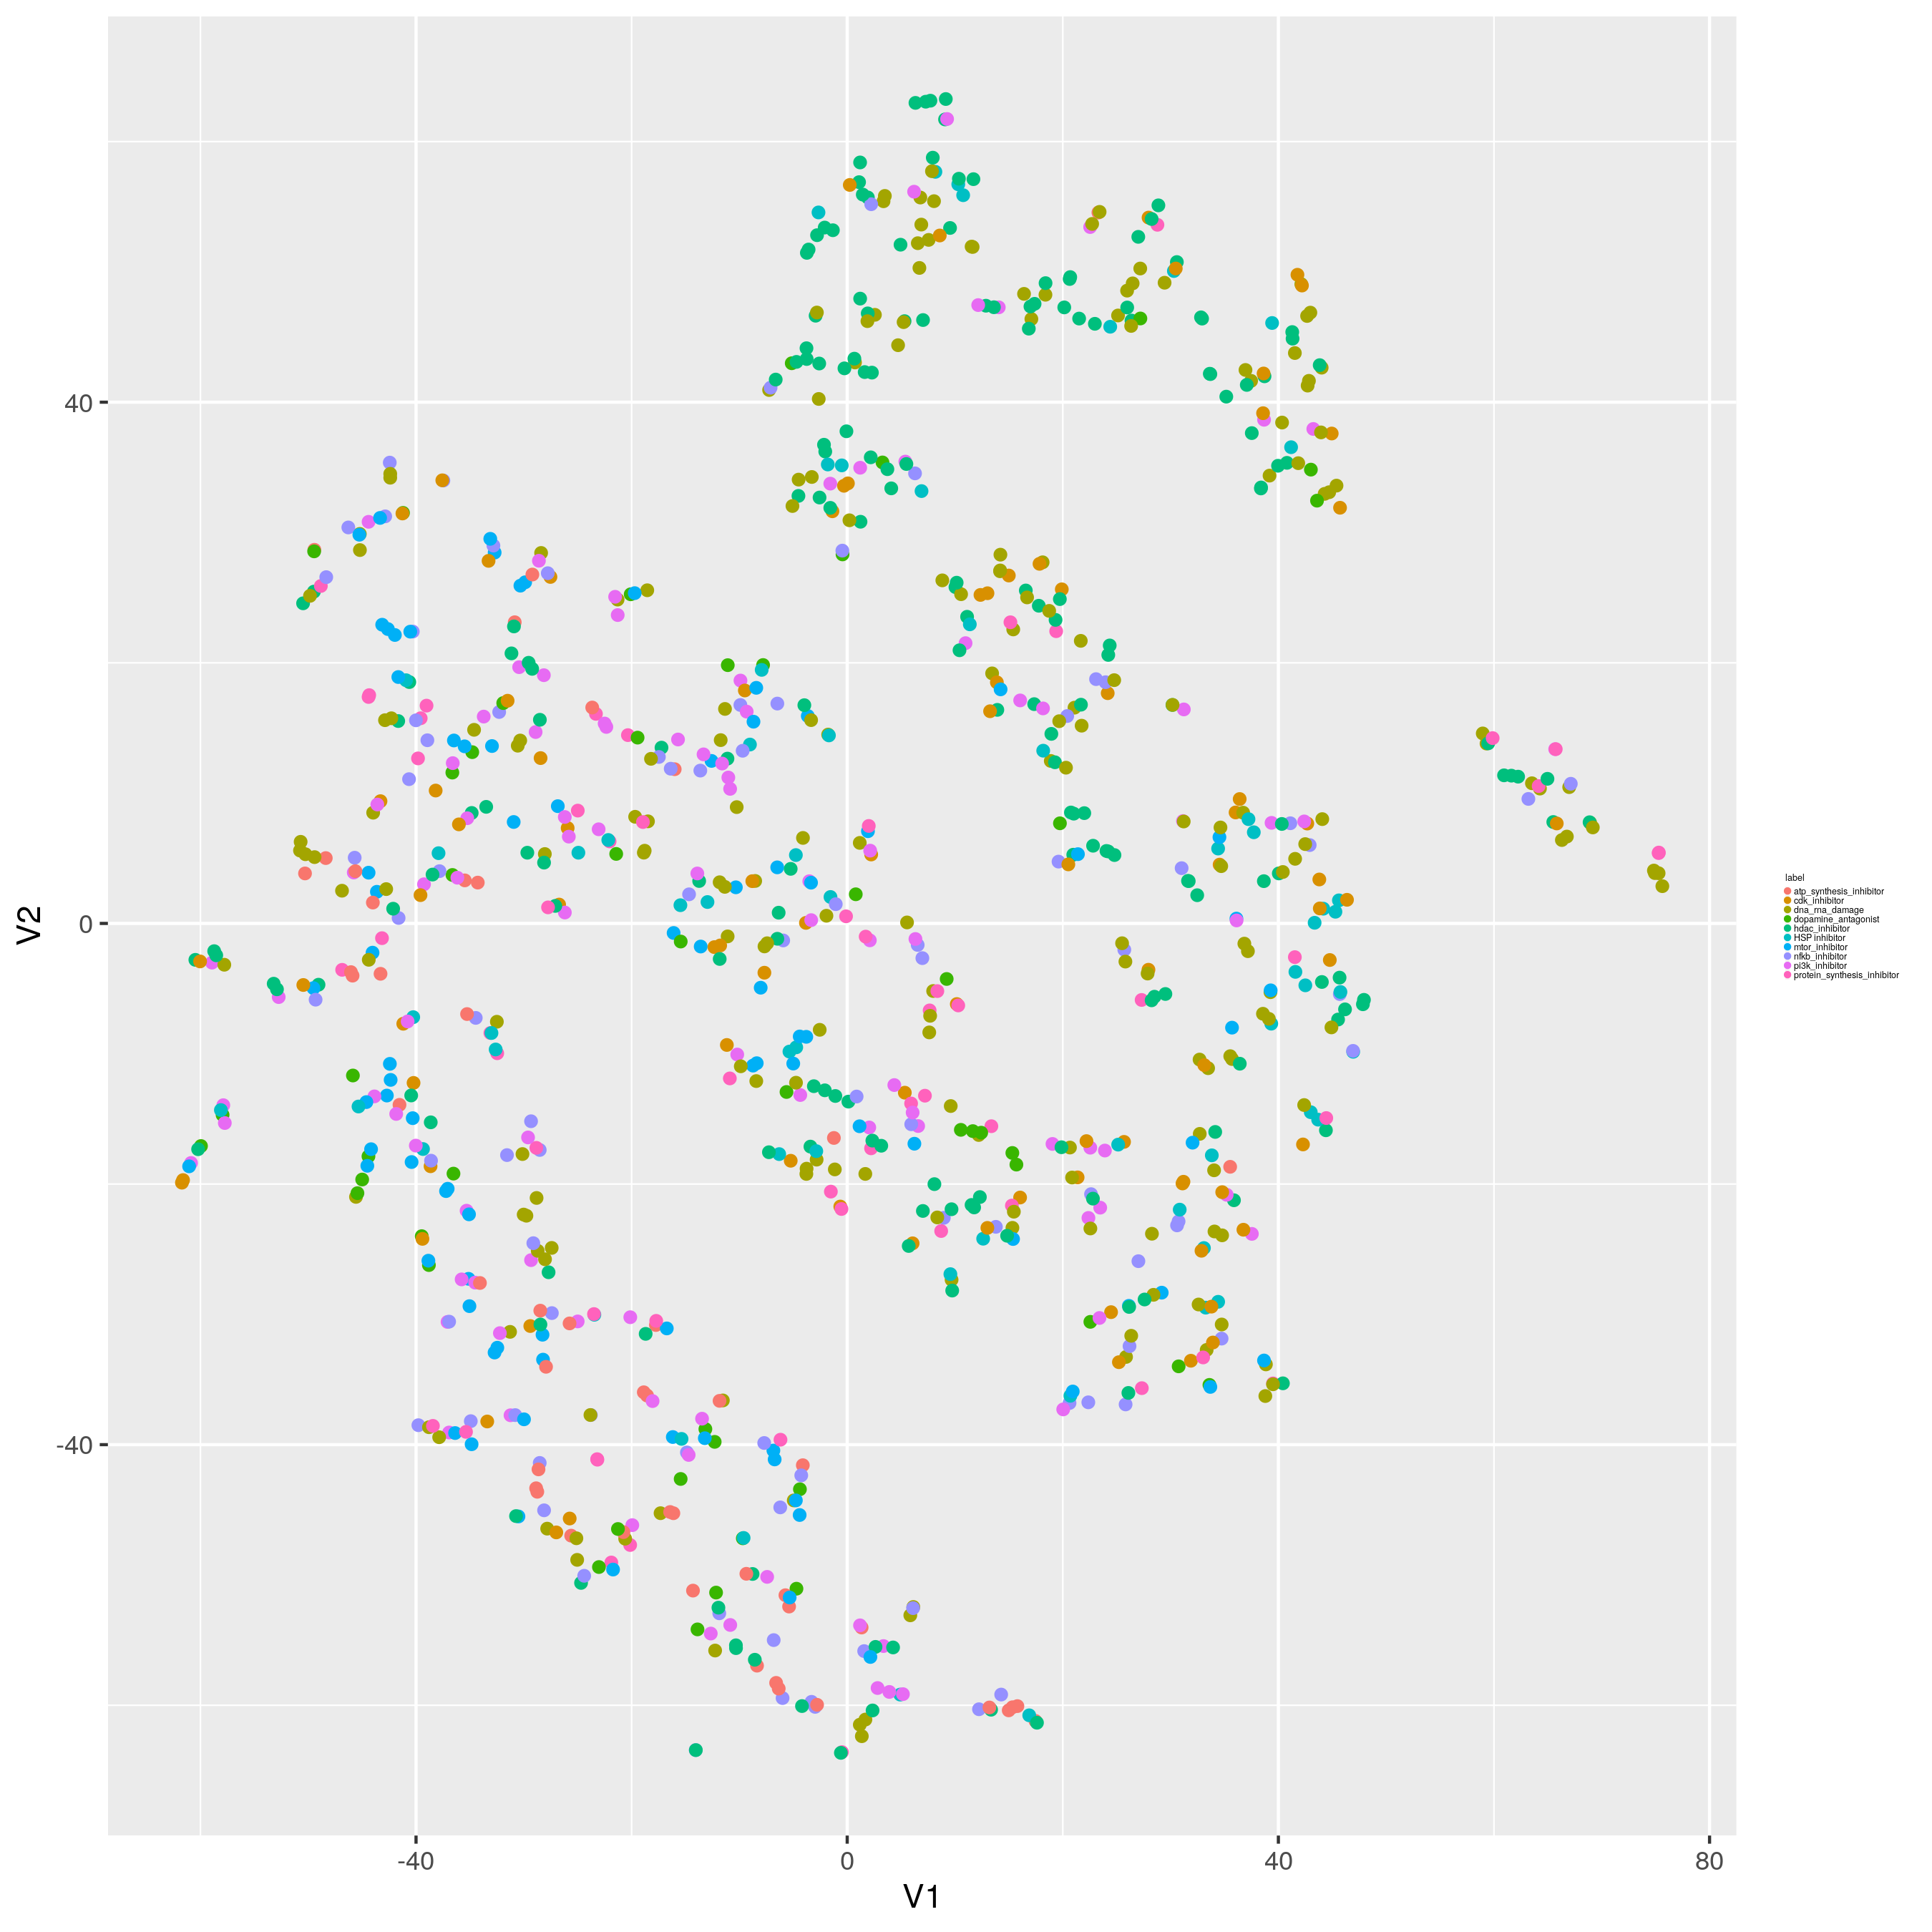 40
0
-40
V2
-40
0
40
80
V1
label
atp_synthesis_inhibitor
cdk_inhibitor
dna_rna_damage
dopamine_antagonist
hdac_inhibitor
HSP inhibitor
mtor_inhibitor
nfkb_inhibitor
pi3k_inhibitor
protein_synthesis_inhibitor